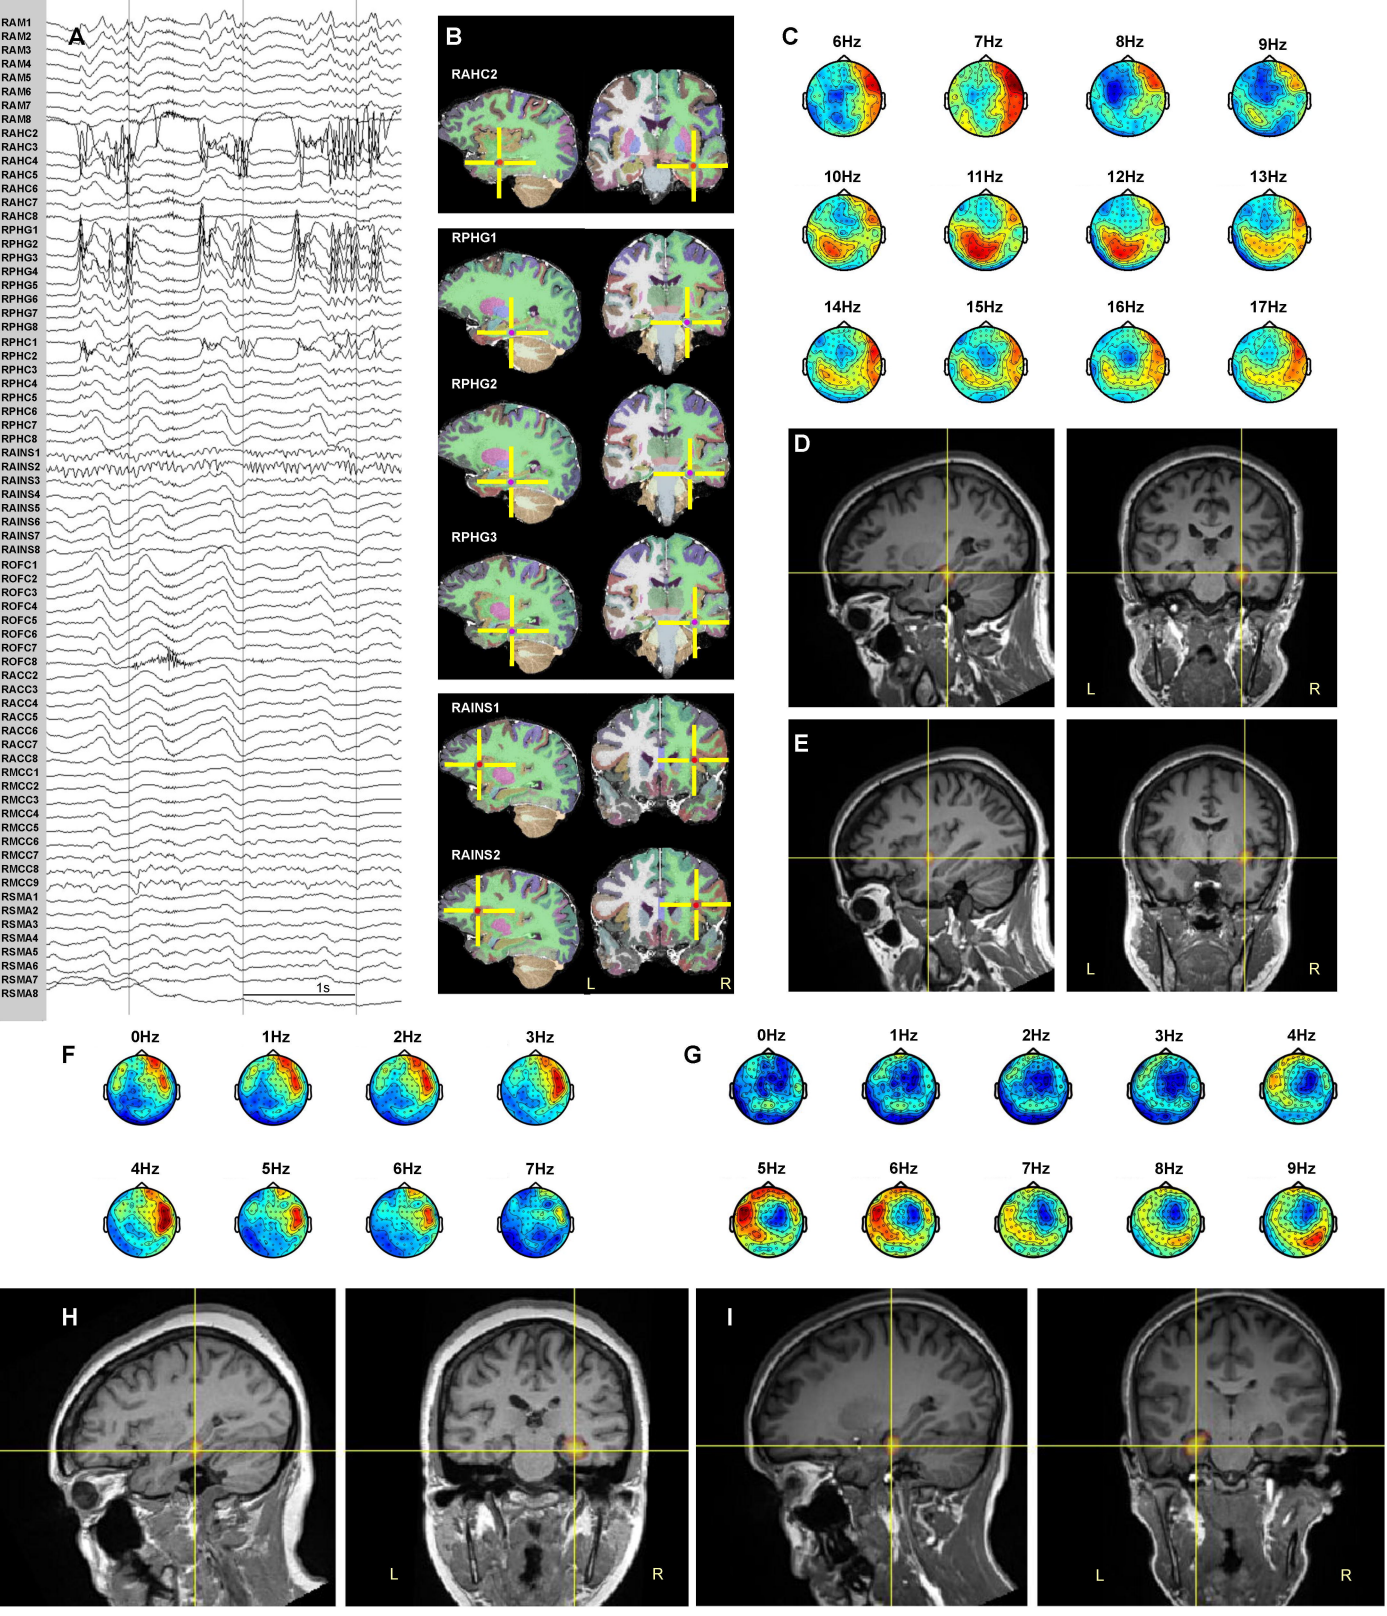 A
RAM1
RAM2
RAM3
RAM4
RAM5
RAM6
RAM7
RAM8
RAHC2
RAHC3
RAHC4
RAHC5
RAHC6
RAHC7
RAHC8
RPHG1
RPHG2
RPHG3
RPHG4
RPHG5
RPHG6
RPHG7
RPHG8
RPHC1
RPHC2
RPHC3
RPHC4
RPHC5
RPHC6
RPHC7
RPHC8
RAINS1
RAINS2
RAINS3
RAINS4
RAINS5
RAINS6
RAINS7
RAINS8
ROFC1
ROFC2
ROFC3
ROFC4
ROFC5
ROFC6
ROFC7
ROFC8
RACC2
RACC3
RACC4
RACC5
RACC6
RACC7
RACC8
RMCC1
RMCC2
RMCC3
RMCC4
RMCC5
RMCC6
RMCC7
RMCC8
RMCC9
RSMA1
RSMA2
RSMA3
RSMA4
RSMA5
RSMA6
RSMA7
RSMA8
1s
B
RAHC2
RPHG1
RPHG2
RPHG3
RAINS1
RAINS2
L R
C
6Hz 7Hz 8Hz 9Hz
10Hz 11Hz 12Hz 13Hz
14Hz 15Hz 16Hz 17Hz
D
L R
E
L R
F
0Hz 1Hz 2Hz 3Hz
4Hz 5Hz 6Hz 7Hz
G
0Hz 1Hz 2Hz 3Hz 4Hz
5Hz 6Hz 7Hz 8Hz 9Hz
H
L R
I
L R